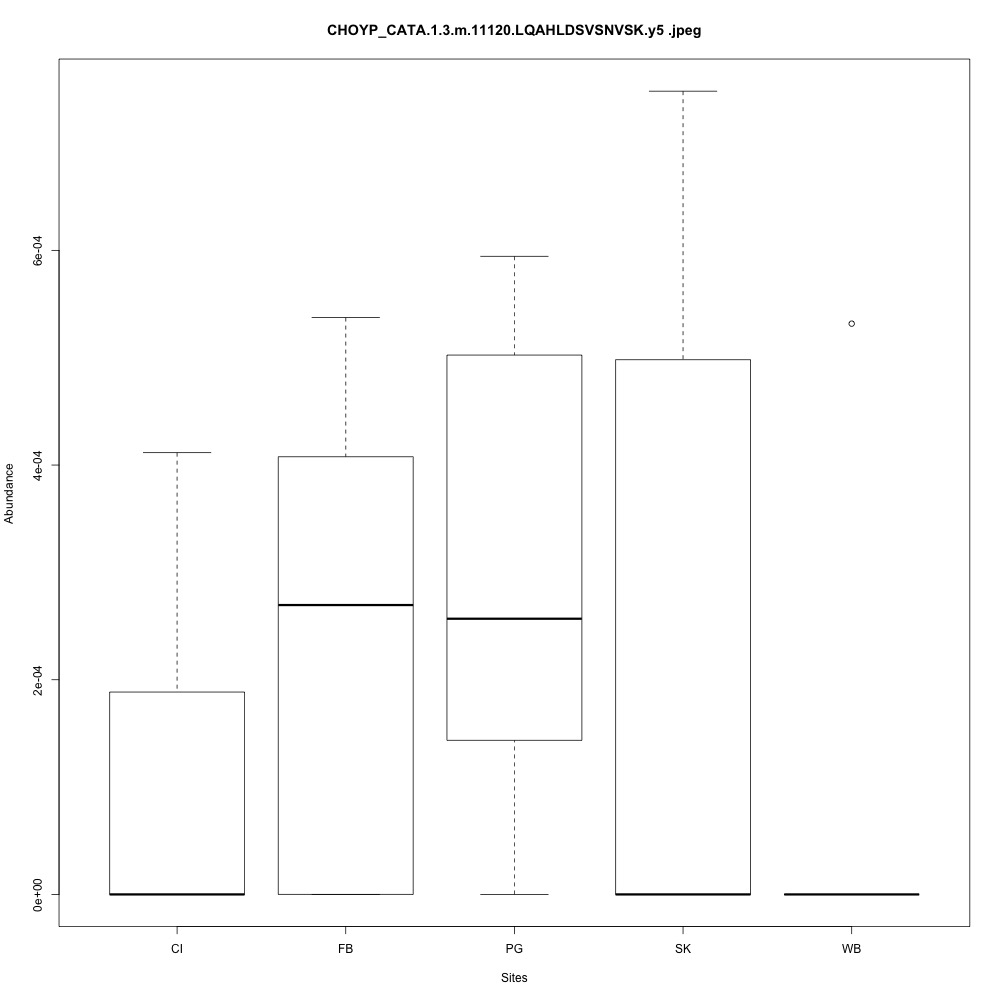 CHOYP_CATA.1.3.m.11120.LQAHLDSVSNVSK.y5 .jpeg
Abundance
6e-04
4e-04
2e-04
0e+00
CI FB PG SK WB
Sites